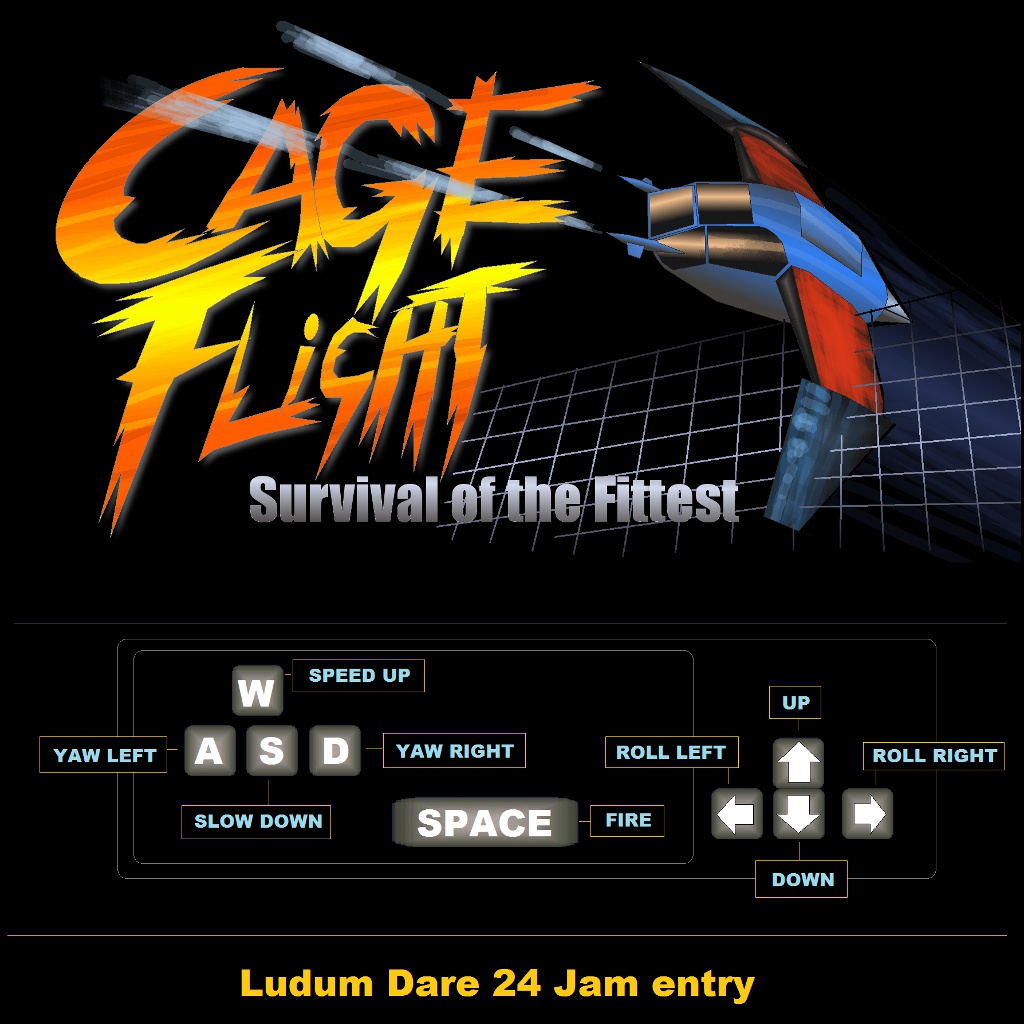 CAGE
FLiGHT
Survival of the Fittest
W
SPEED UP
YAW LEFT
A
S
D
YAW RIGHT
SLOW DOWN
SPACE
FIRE
UP
ROLL LEFT
ROLL RIGHT
DOWN
Ludum Dare 24 Jam entry